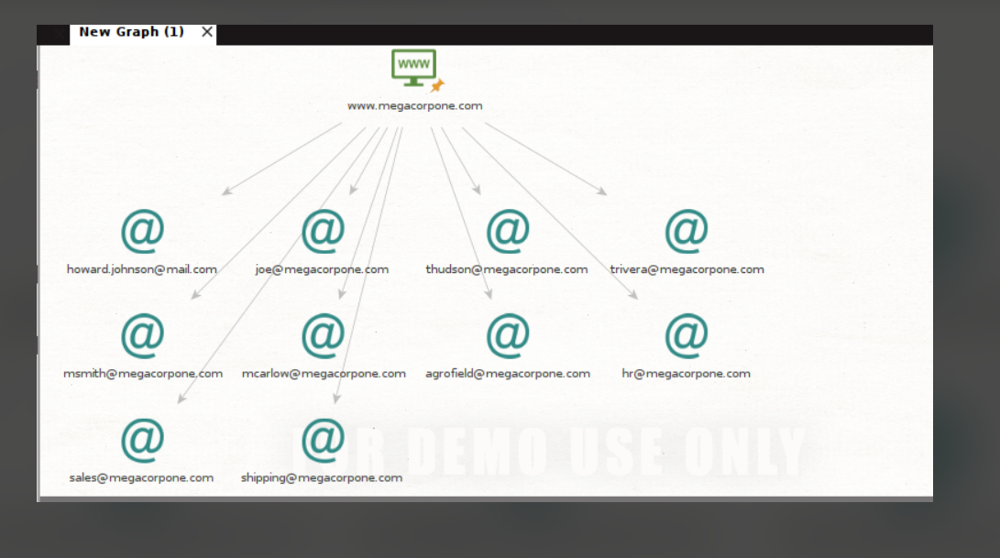 New Graph (1) X
www
www.megacorpone.com
@ @ @ @
howard.johnson@mail.com joe@megacorpone.com thudson@megacorpone.com trivera@megacorpone.com
@ @ @ @
msmith@megacorpone.com mcarlow@megacorpone.com agrofield@megacorpone.com hr@megacorpone.com
@ @
sales@megacorpone.com shipping@megacorpone.com
FOR DEMO USE ONLY